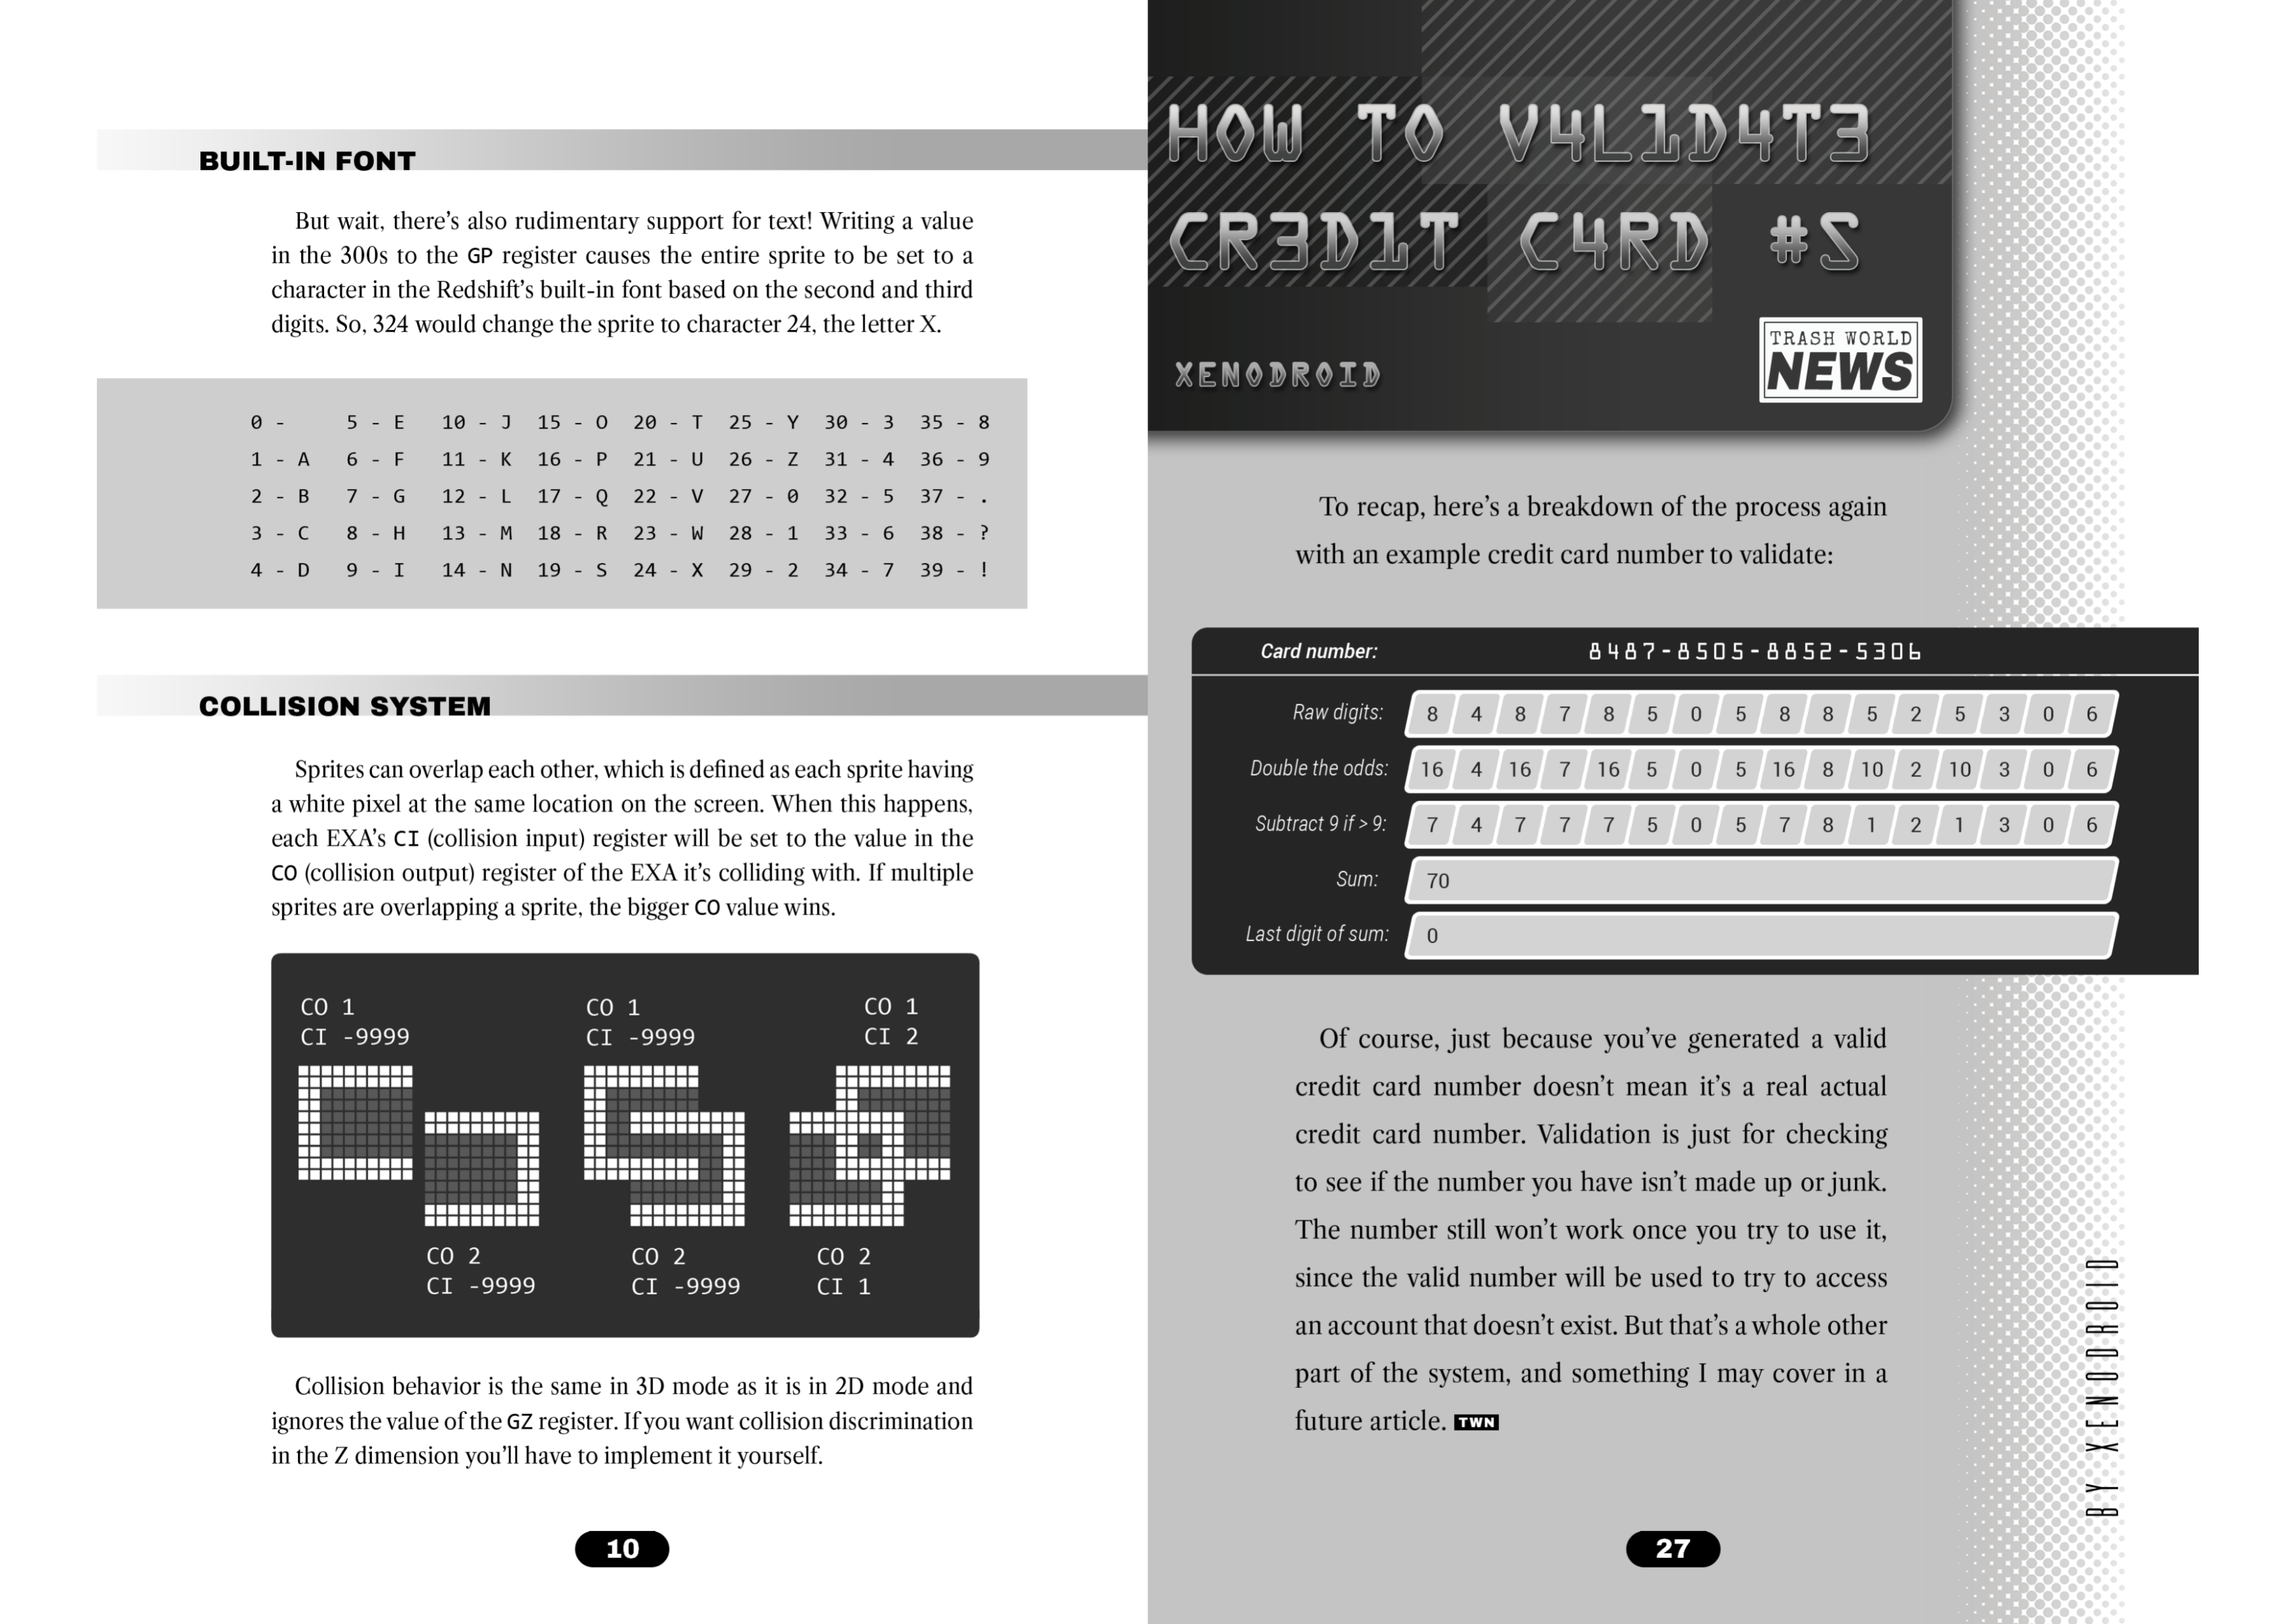 BUILT-IN FONT
But wait, there's also rudimentary support for text! Writing a value
in the 300s to the GP register causes the entire sprite to be set to a
character in the Redshift's built-in font based on the second and third
digits. So, 324 would change the sprite to character 24, the letter X.
0 - 5 - E 10 - J 15 - O 20 - T 25 - Y 30 - 3 35 - 8
1 - A 6 - F 11 - K 16 - P 21 - U 26 - Z 31 - 4 36 - 9
2 - B 7 - G 12 - L 17 - Q 22 - V 27 - 0 32 - 5 37 - .
3 - C 8 - H 13 - M 18 - R 23 - W 28 - 1 33 - 6 38 - ?
4 - D 9 - I 14 - N 19 - S 24 - X 29 - 2 34 - 7 39 - !
COLLISION SYSTEM
Sprites can overlap each other, which is defined as each sprite having
a white pixel at the same location on the screen. When this happens,
each EXA's CI (collision input) register will be set to the value in the
CO (collision output) register of the EXA it's colliding with. If multiple
sprites are overlapping a sprite, the bigger CO value wins.
CO 1 CO 1 CO 1
CI -9999 CI -9999 CI 2
CO 2 CO 2 CO 2
CI -9999 CI -9999 CI 1
Collision behavior is the same in 3D mode as it is in 2D mode and
ignores the value of the GZ register. If you want collision discrimination
in the Z dimension you'll have to implement it yourself.
10
HOW TO V4L1D4T3
CR3D1T C4RD #S
XENODROID
TRASH WORLD
NEWS
To recap, here's a breakdown of the process again
with an example credit card number to validate:
Card number: 8487-8505-8852-5306
Raw digits: 8 4 8 7 8 5 0 5 8 8 5 2 5 3 0 6
Double the odds: 16 4 16 7 16 5 0 5 16 8 10 2 10 3 0 6
Subtract 9 if > 9: 7 4 7 7 7 5 0 5 7 8 1 2 1 3 0 6
Sum: 70
Last digit of sum: 0
Of course, just because you've generated a valid
credit card number doesn't mean it's a real actual
credit card number. Validation is just for checking
to see if the number you have isn't made up or junk.
The number still won't work once you try to use it,
since the valid number will be used to try to access
an account that doesn't exist. But that's a whole other
part of the system, and something I may cover in a
future article. TWN
BY XENODROID
27